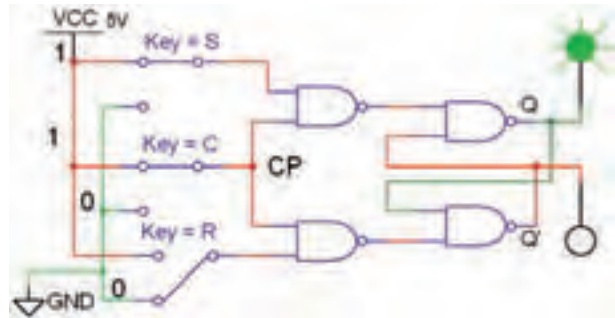 VCC 5V
1
Key = S
Q
1
Key = C
CP
0
Key = R
Q'
0
GND